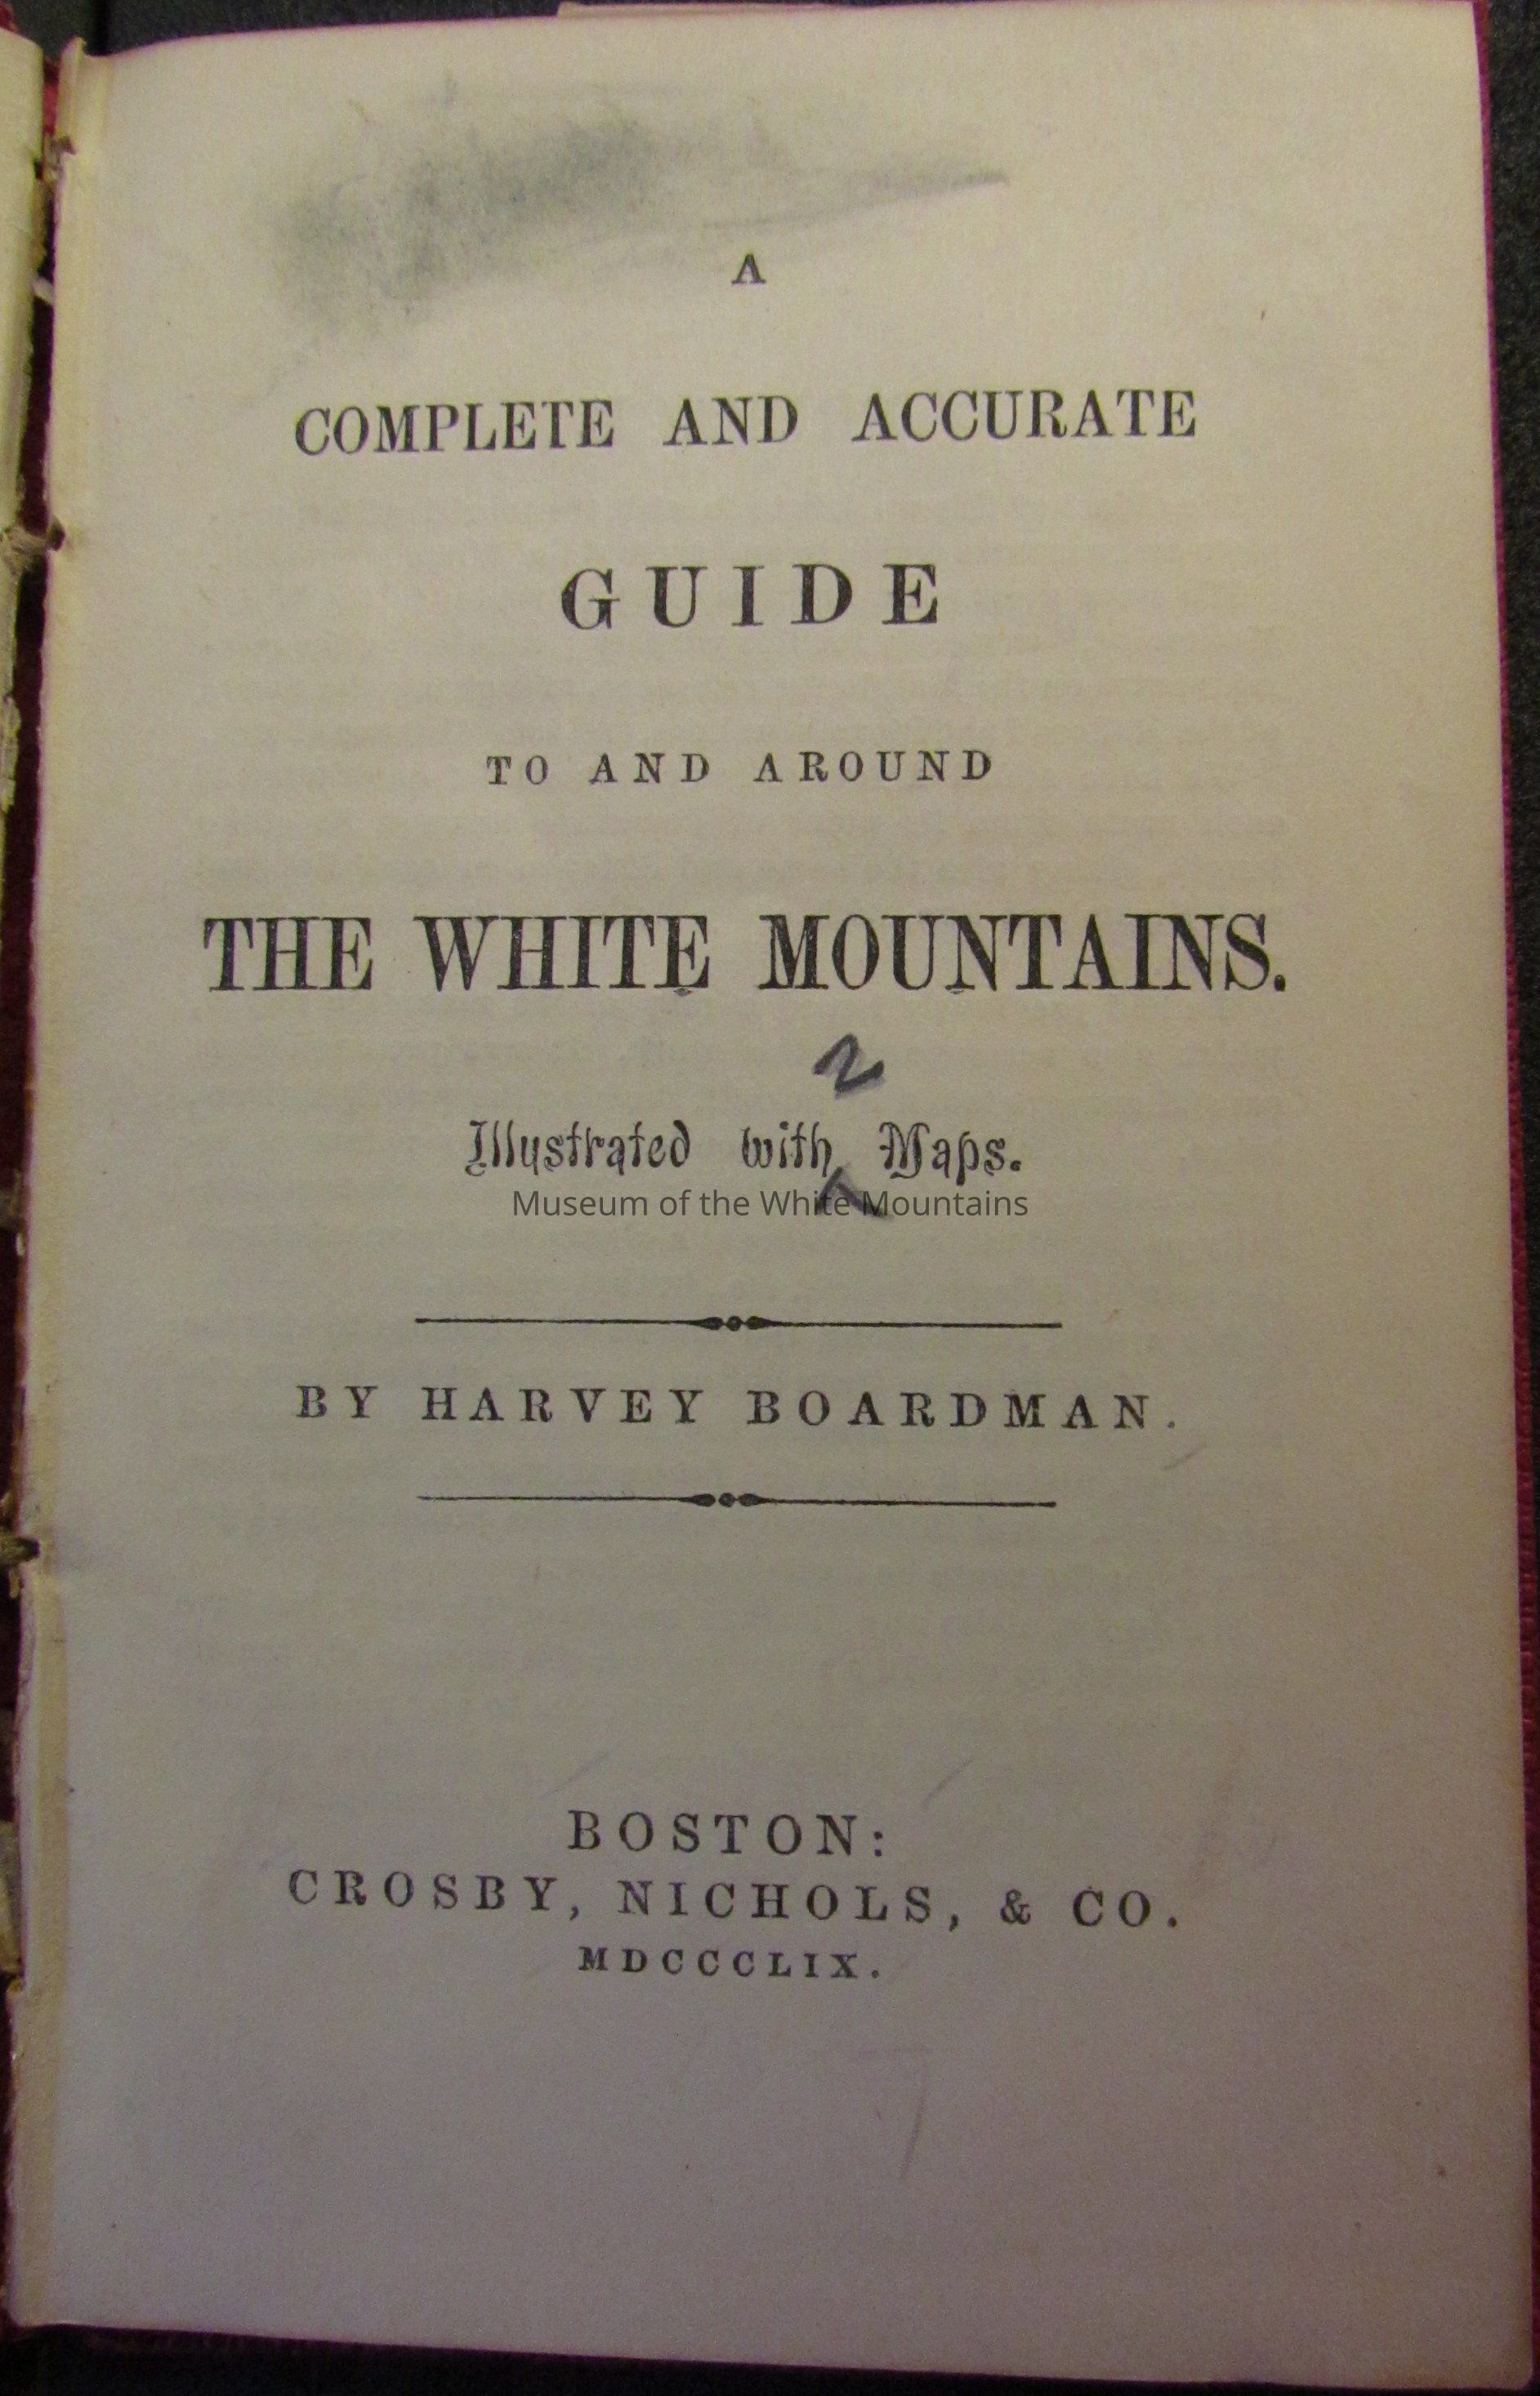 A
COMPLETE AND ACCURATE
GUIDE
TO AND AROUND
THE WHITE MOUNTAINS.
2
Illustrated with Maps.
Museum of the White Mountains
BY HARVEY BOARDMAN.
BOSTON:
CROSBY, NICHOLS, & CO.
MDCCCLIX.